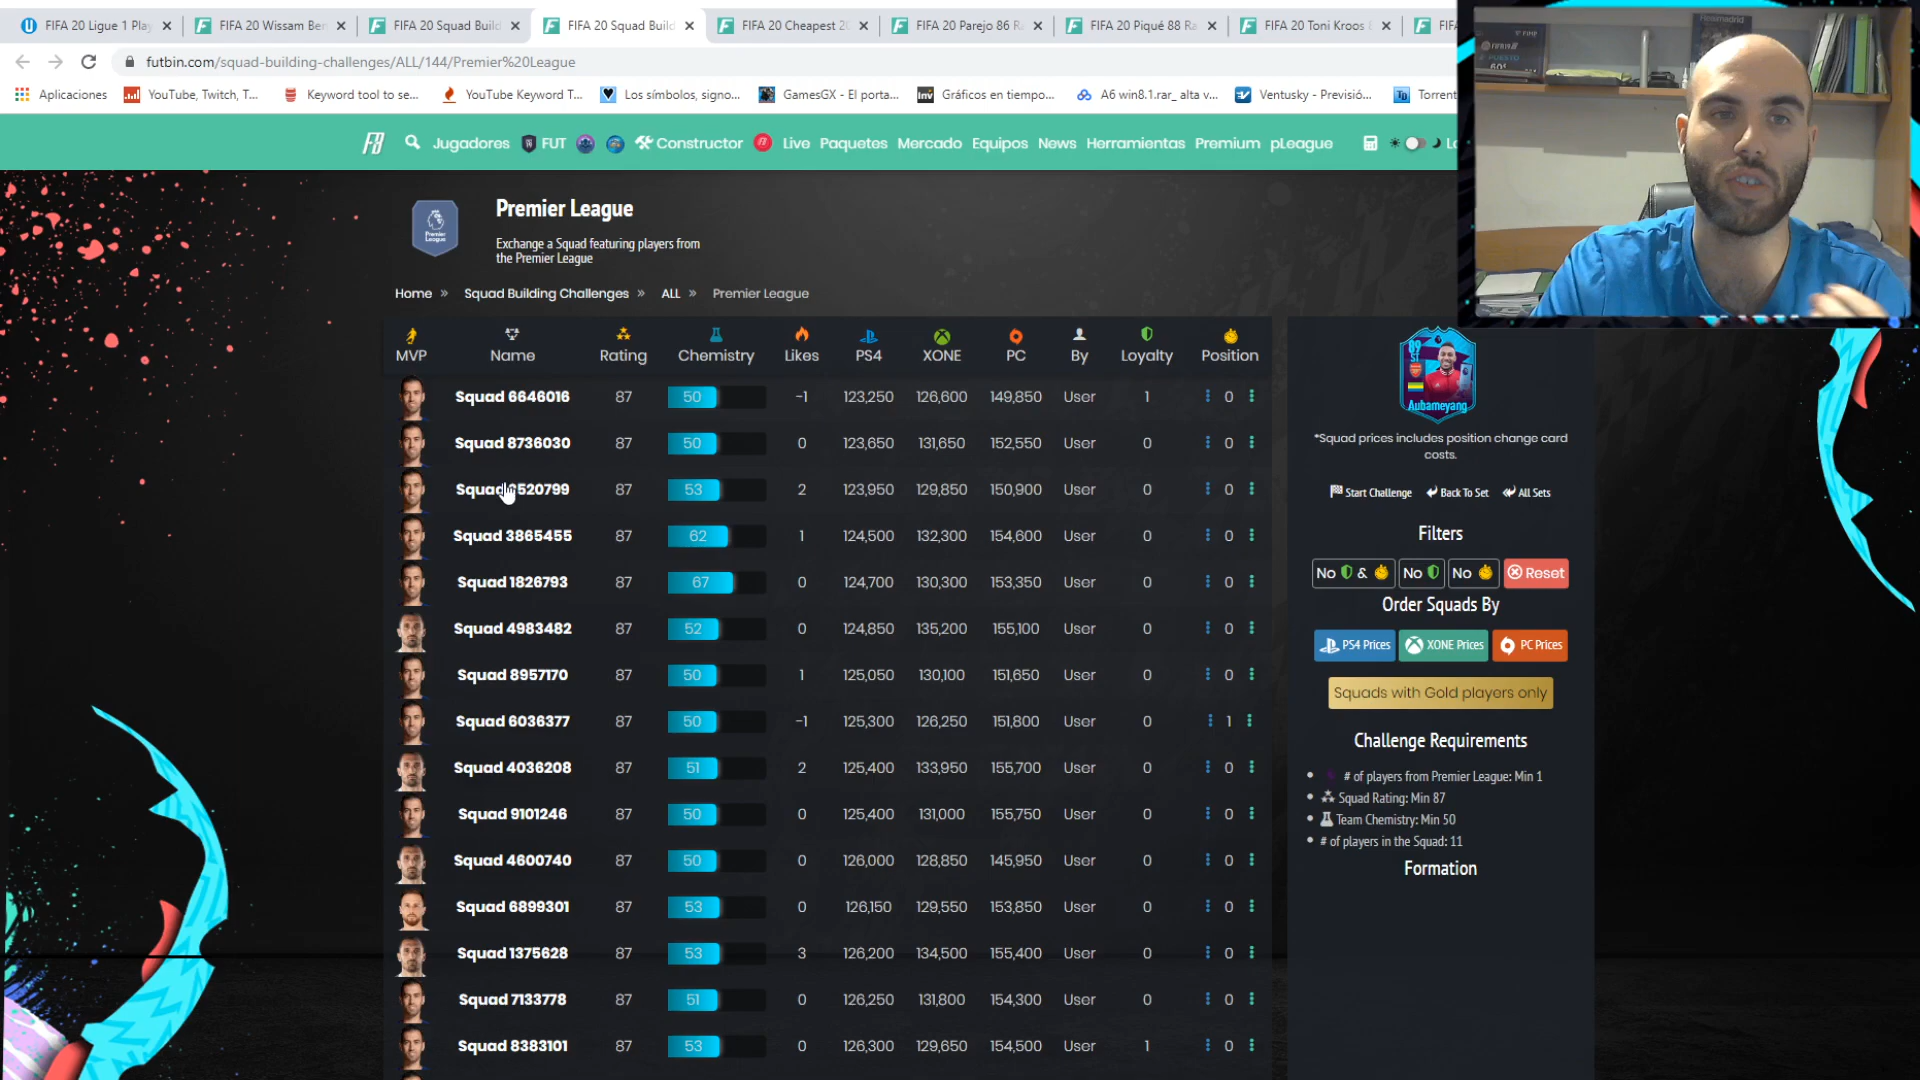 FIFA 20 Ligue 1 Play
FIFA 20 Wissam Ben
FIFA 20 Squad Build
FIFA 20 Squad Build
FIFA 20 Cheapest 20
FIFA 20 Parejo 86 Ra
FIFA 20 Piqué 88 Ra
FIFA 20 Toni Kroos
FIF
futbin.com/squad-building-challenges/ALL/144/Premier%20League
Aplicaciones
YouTube, Twitch, T...
Keyword tool to se...
YouTube Keyword T...
Los símbolos, signo...
GamesGX - El porta...
Gráficos en tiempo...
A6 win8.1.rar_ alta v...
Ventusky - Previsió...
Torrent
Jugadores FUT Constructor Live Paquetes Mercado Equipos News Herramientas Premium pLeague
Premier League
Exchange a Squad featuring players from
the Premier League
Home » Squad Building Challenges » ALL » Premier League
MVP Name Rating Chemistry Likes PS4 XONE PC By Loyalty Position
Squad 6646016 87 50 -1 123,250 126,600 149,850 User 1 0
Squad 8736030 87 50 0 123,650 131,650 152,550 User 0 0
Squad 520799 87 53 2 123,950 129,850 150,900 User 0 0
Squad 3865455 87 62 1 124,500 132,300 154,600 User 0 0
Squad 1826793 87 67 0 124,700 130,300 153,350 User 0 0
Squad 4983482 87 52 0 124,850 135,200 155,100 User 0 0
Squad 8957170 87 50 1 125,050 130,100 151,650 User 0 0
Squad 6036377 87 50 -1 125,300 126,250 151,800 User 0 1
Squad 4036208 87 51 2 125,400 133,950 155,700 User 0 0
Squad 9101246 87 50 0 125,400 131,000 155,750 User 0 0
Squad 4600740 87 50 0 126,000 128,850 145,950 User 0 0
Squad 6899301 87 53 0 126,150 129,550 153,850 User 0 0
Squad 1375628 87 53 3 126,200 134,500 155,400 User 0 0
Squad 7133778 87 51 0 126,250 131,800 154,300 User 0 0
Squad 8383101 87 53 0 126,300 129,650 154,500 User 1 0
89
ST
Aubameyang
*Squad prices includes position change card
costs.
Start Challenge Back To Set All Sets
Filters
No & No No Reset
Order Squads By
PS4 Prices XONE Prices PC Prices
Squads with Gold players only
Challenge Requirements
# of players from Premier League: Min 1
Squad Rating: Min 87
Team Chemistry: Min 50
# of players in the Squad: 11
Formation